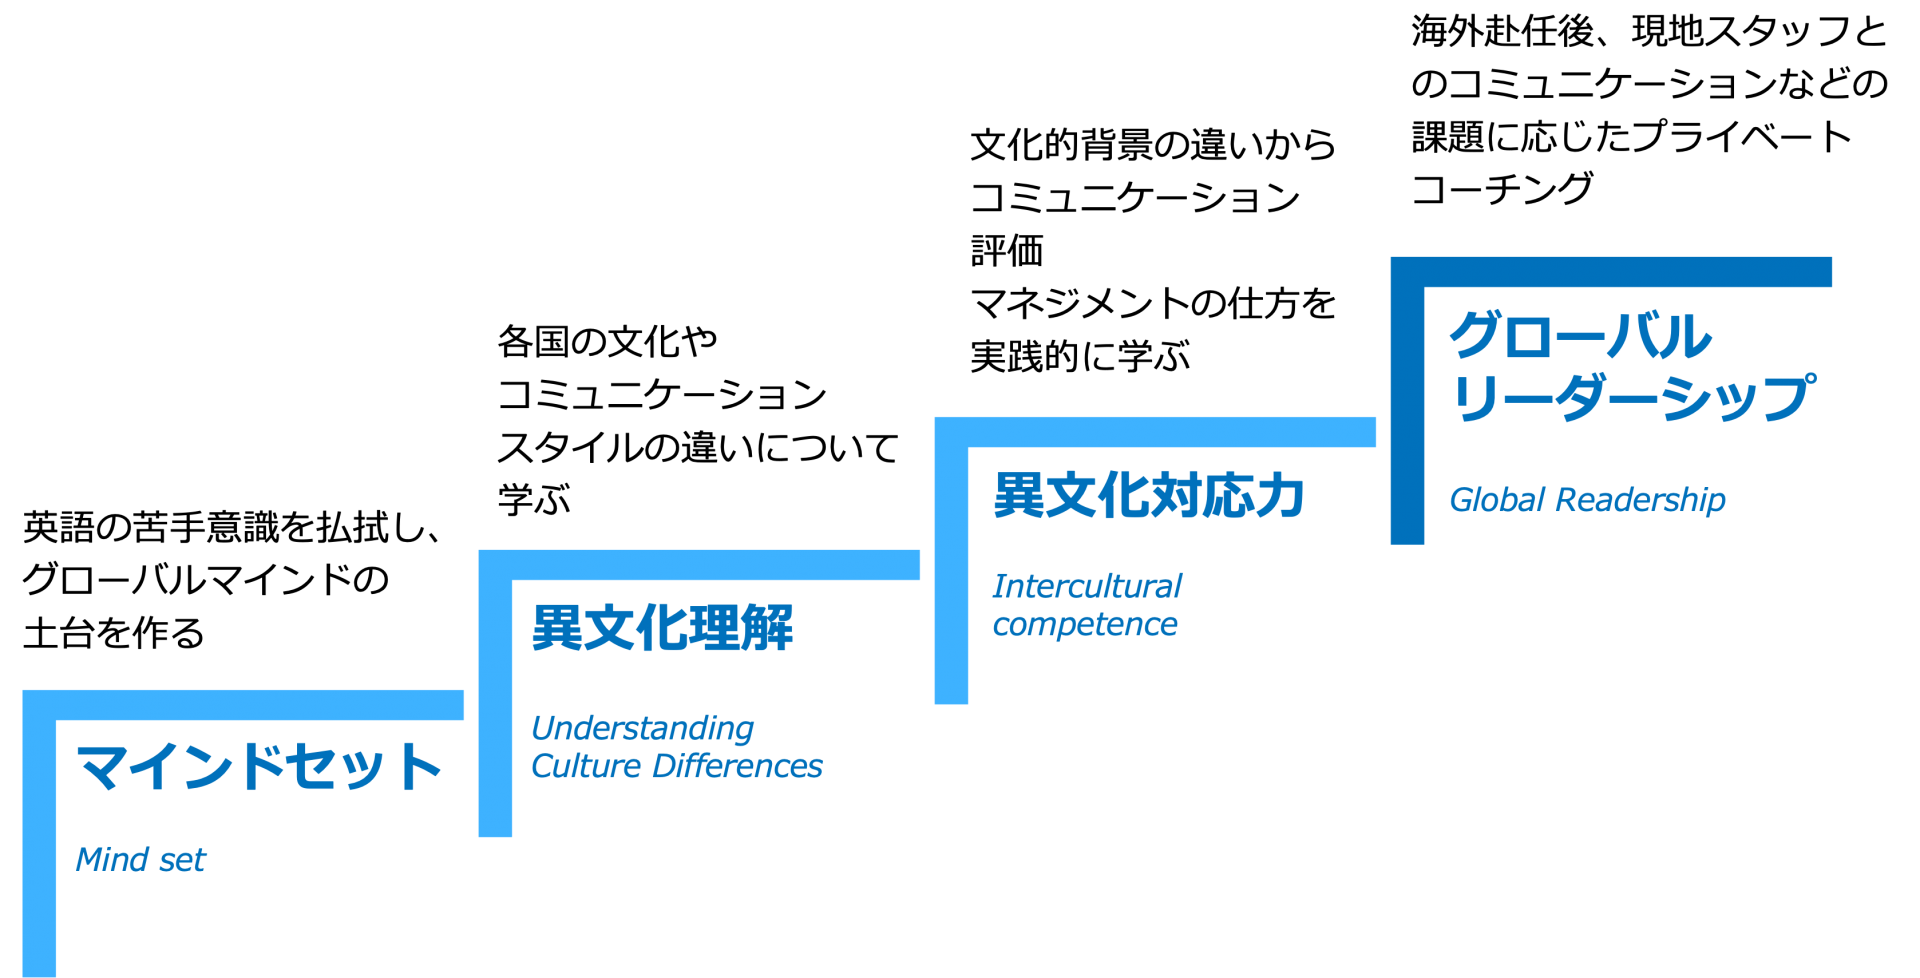 英語の苦手意識を払拭し、
グローバルマインドの
土台を作る
マインドセット
Mind set
各国の文化や
コミュニケーション
スタイルの違いについて
学ぶ
異文化理解
Understanding
Culture Differences
文化的背景の違いから
コミュニケーション
評価
マネジメントの仕方を
実践的に学ぶ
異文化対応力
Intercultural
competence
海外赴任後、現地スタッフと
のコミュニケーションなどの
課題に応じたプライベート
コーチング
グローバル
リーダーシップ
Global Readership